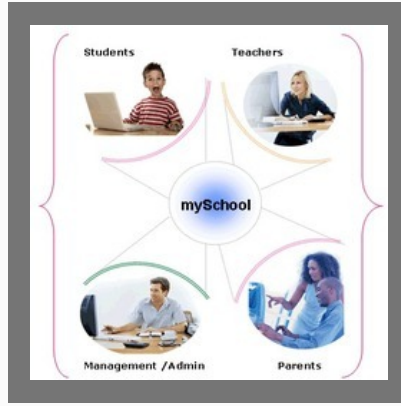 Students
Teachers
mySchool
Management /Admin
Parents